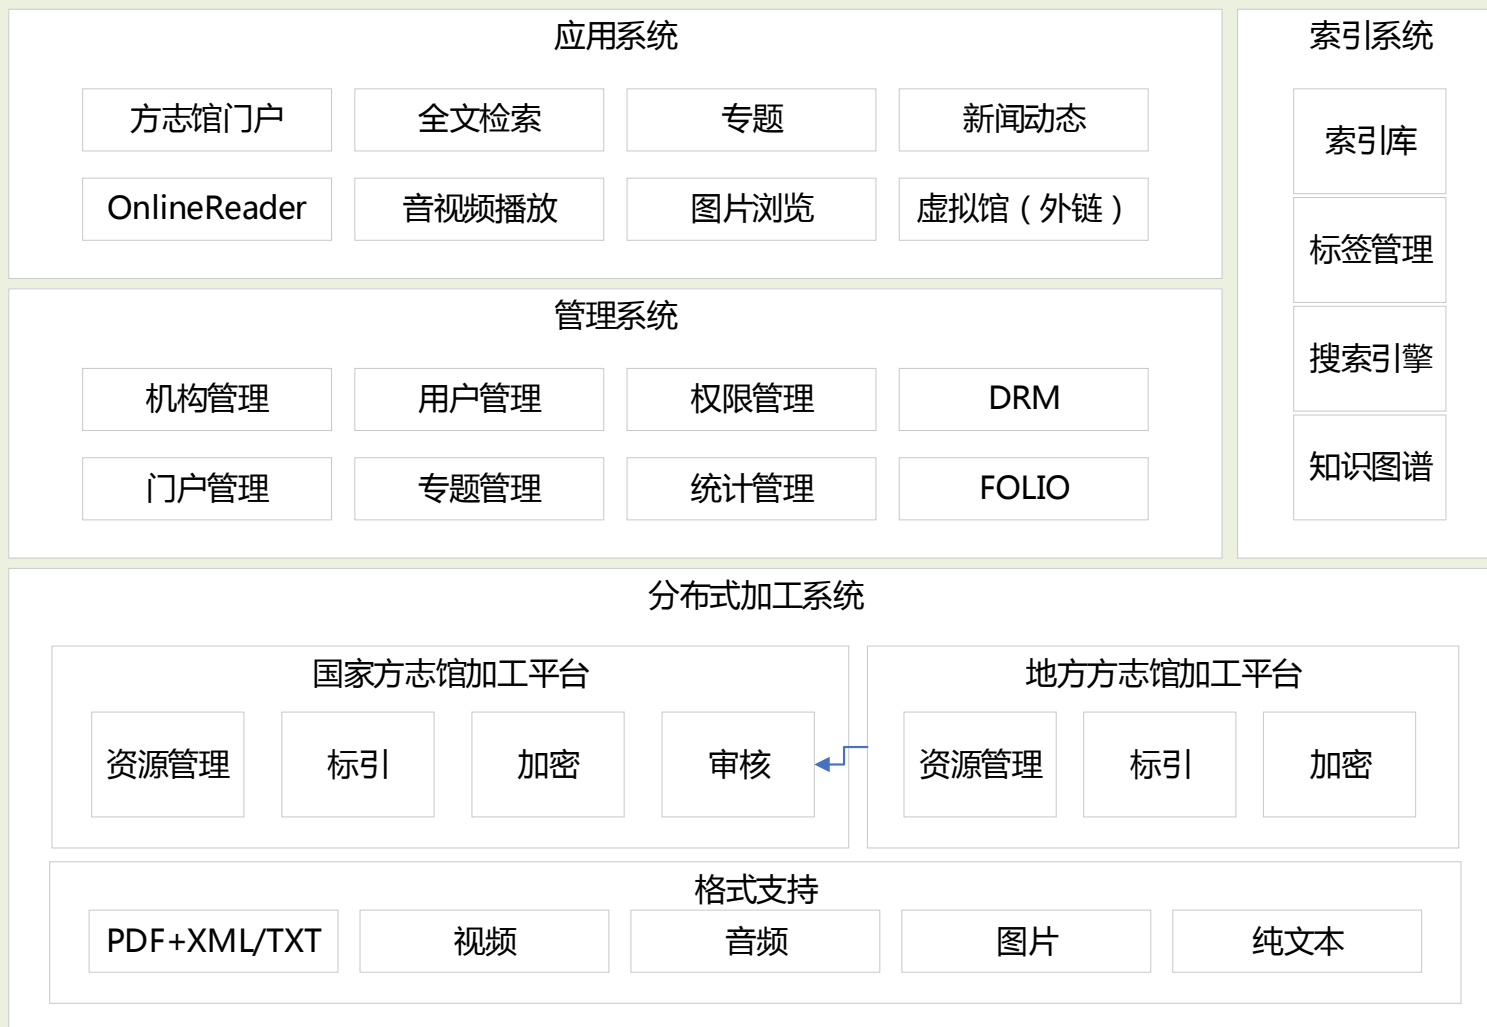 应用系统
方志馆门户
全文检索
专题
新闻动态
OnlineReader
音视频播放
图片浏览
虚拟馆（外链）
索引系统
索引库
标签管理
搜索引擎
知识图谱
管理系统
机构管理
用户管理
权限管理
DRM
门户管理
专题管理
统计管理
FOLIO
分布式加工系统
国家方志馆加工平台
资源管理
标引
加密
审核
地方方志馆加工平台
资源管理
标引
加密
格式支持
PDF+XML/TXT
视频
音频
图片
纯文本